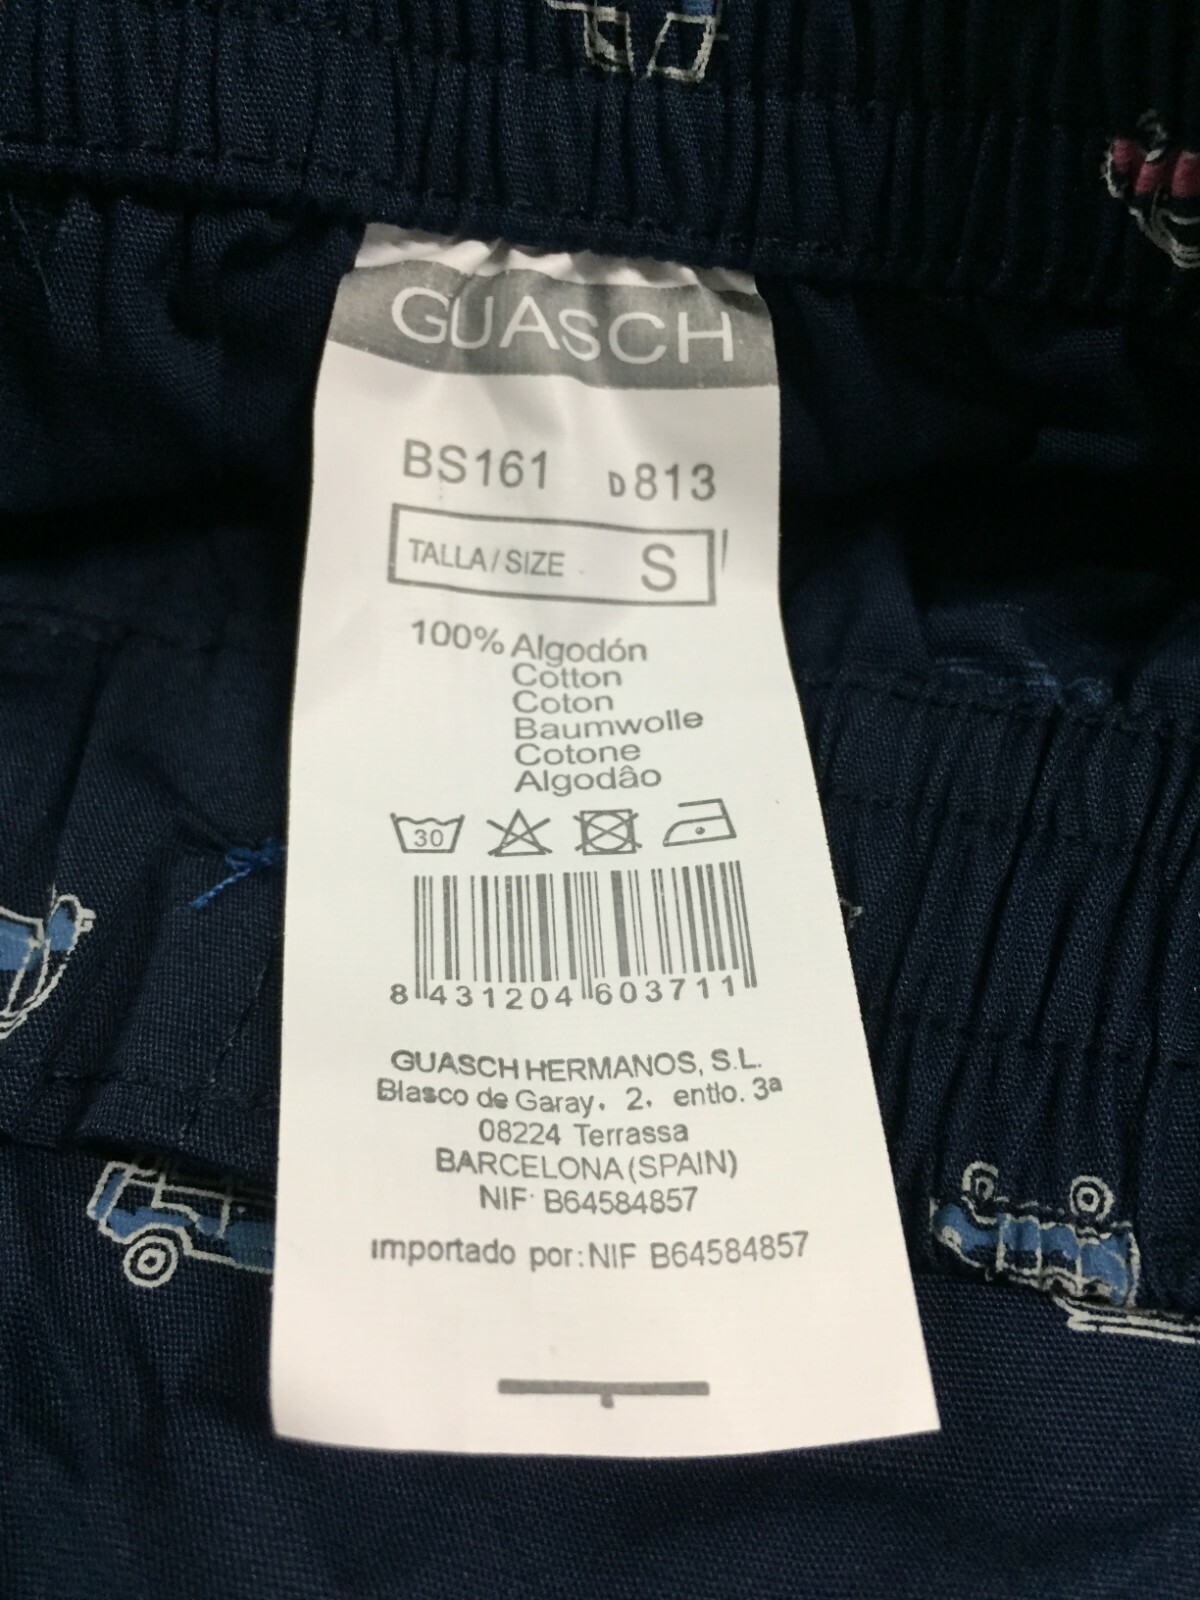 GUASCH
BS161 D813
TALLA/SIZE S
100% Algodón
Cotton
Coton
Baumwolle
Cotone
Algodâo
30
8 431204 603711
GUASCH HERMANOS, S.L.
Blasco de Garay, 2, entlo. 3ª
08224 Terrassa
BARCELONA (SPAIN)
NIF: B64584857
importado por: NIF B64584857